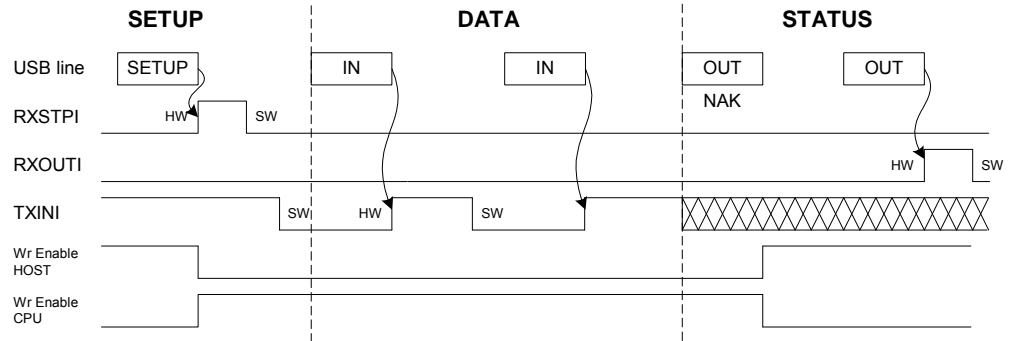 SETUP DATA STATUS
USB line SETUP IN IN OUT OUT
NAK
RXSTPI HW SW
RXOUTI HW SW
TXINI SW HW SW
Wr Enable
HOST
Wr Enable
CPU